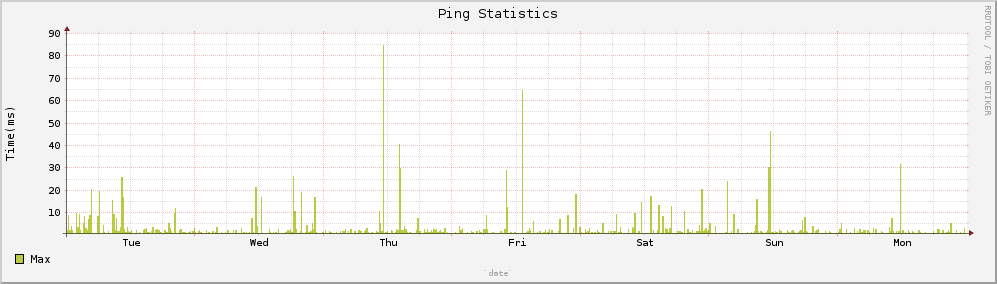 Ping Statistics
RRDTOOL / TOBI OETIKER
Time(ms)
90
80
70
60
50
40
30
20
10
Tue Wed Thu Fri Sat Sun Mon
Max
`date`